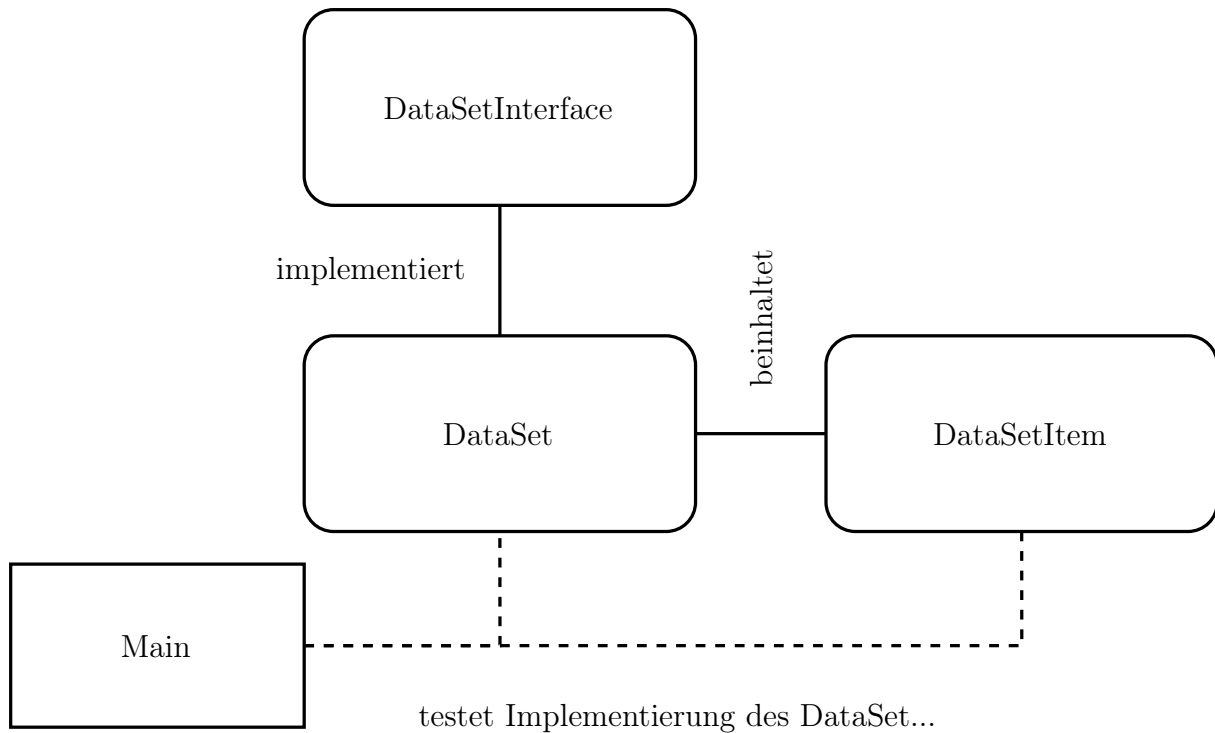 DataSetInterface
implementiert
beinhaltet
DataSet
DataSetItem
Main
testet Implementierung des DataSet...